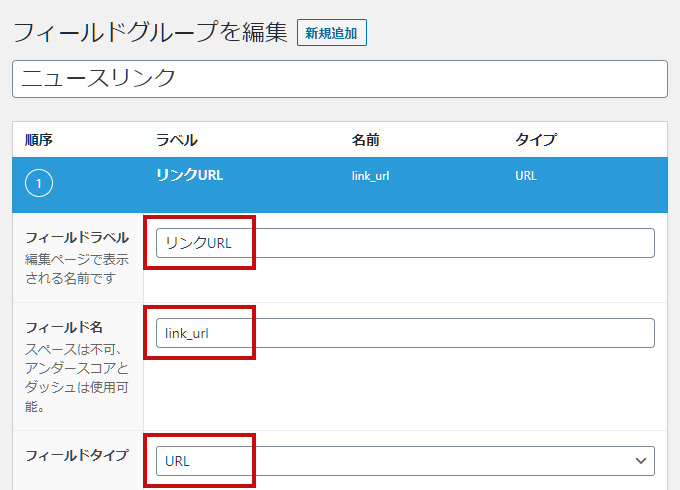 フィールドグループを編集 新規追加
ニュースリンク
順序 ラベル 名前 タイプ
1 リンクURL link_url URL
フィールドラベル
編集ページで表示
される名前です
リンクURL
フィールド名
スペースは不可、
アンダースコアと
ダッシュは使用可
能。
link_url
フィールドタイプ
URL